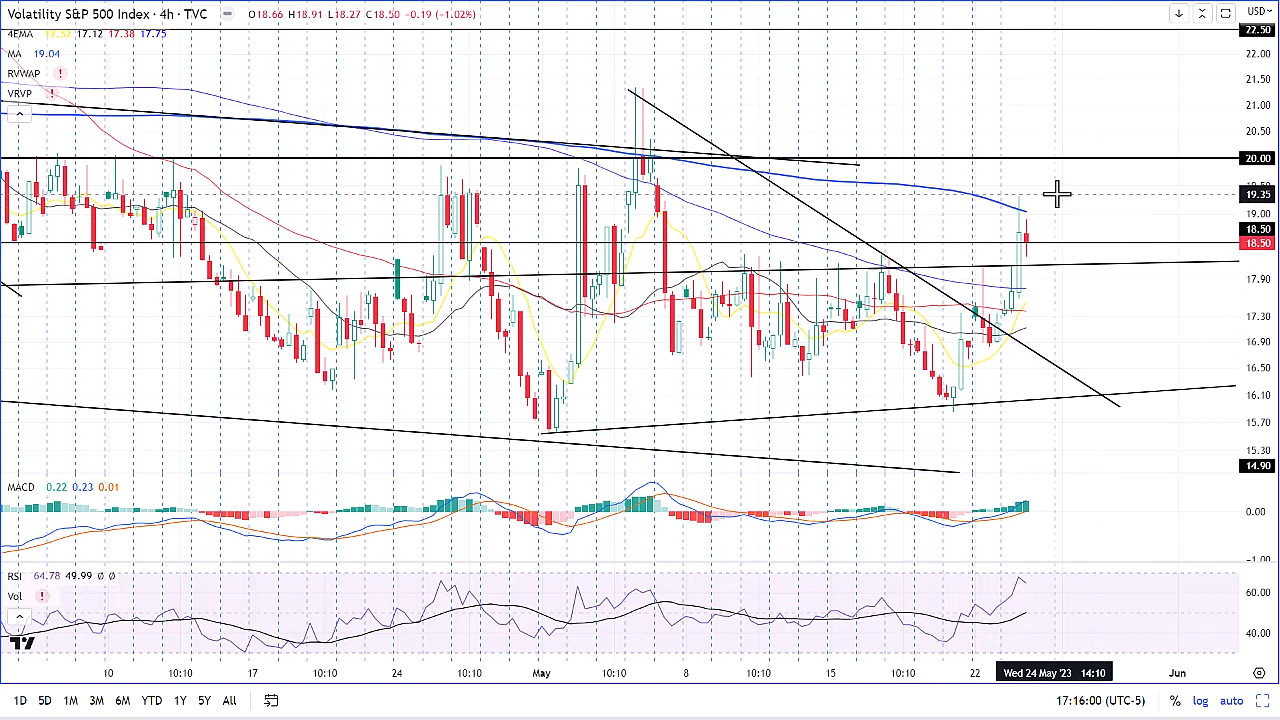 Volatility S&P 500 Index · 4h · TVC O18.66 H18.91 L18.27 C18.50 −0.19 (−1.02%)
USD
4EMA 17.52 17.12 17.38 17.75
MA 19.04
RVWAP !
VRVP !
22.50
22.00
21.50
21.00
20.50
20.00
19.35
19.00
18.50
18.50
17.90
17.30
16.90
16.50
16.10
15.70
15.30
14.90
MACD 0.22 0.23 0.01
0.00
−1.00
RSI 64.78 49.99 Ø Ø
Vol !
60.00
40.00
10 10:10 17 10:10 24 10:10 May 10:10 8 10:10 15 10:10 22 Wed 24 May '23 14:10 Jun
1D 5D 1M 3M 6M YTD 1Y 5Y All 17:16:00 (UTC-5) % log auto